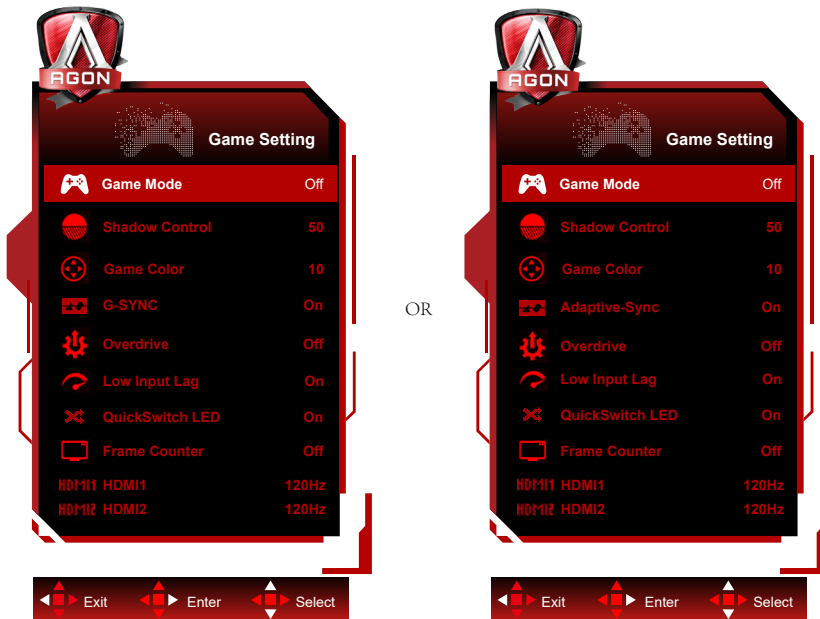 AGON
Game Setting
Game Mode Off
Shadow Control 50
Game Color 10
G-SYNC On
Overdrive Off
Low Input Lag On
QuickSwitch LED On
Frame Counter Off
HDMI1 HDMI1 120Hz
HDMI2 HDMI2 120Hz
Exit Enter Select
OR
AGON
Game Setting
Game Mode Off
Shadow Control 50
Game Color 10
Adaptive-Sync On
Overdrive Off
Low Input Lag On
QuickSwitch LED On
Frame Counter Off
HDMI1 HDMI1 120Hz
HDMI2 HDMI2 120Hz
Exit Enter Select